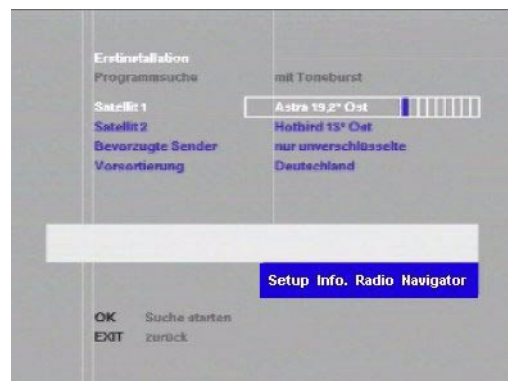 Erstinstallation
Programmsuche mit Toneburst
Satellit 1 Astra 19,2° Ost
Satellit 2 Hotbird 13° Ost
Bevorzugte Sender nur unverschlüsselte
Vorsortierung Deutschland
Setup Info. Radio Navigator
OK Suche starten
EXIT zurück